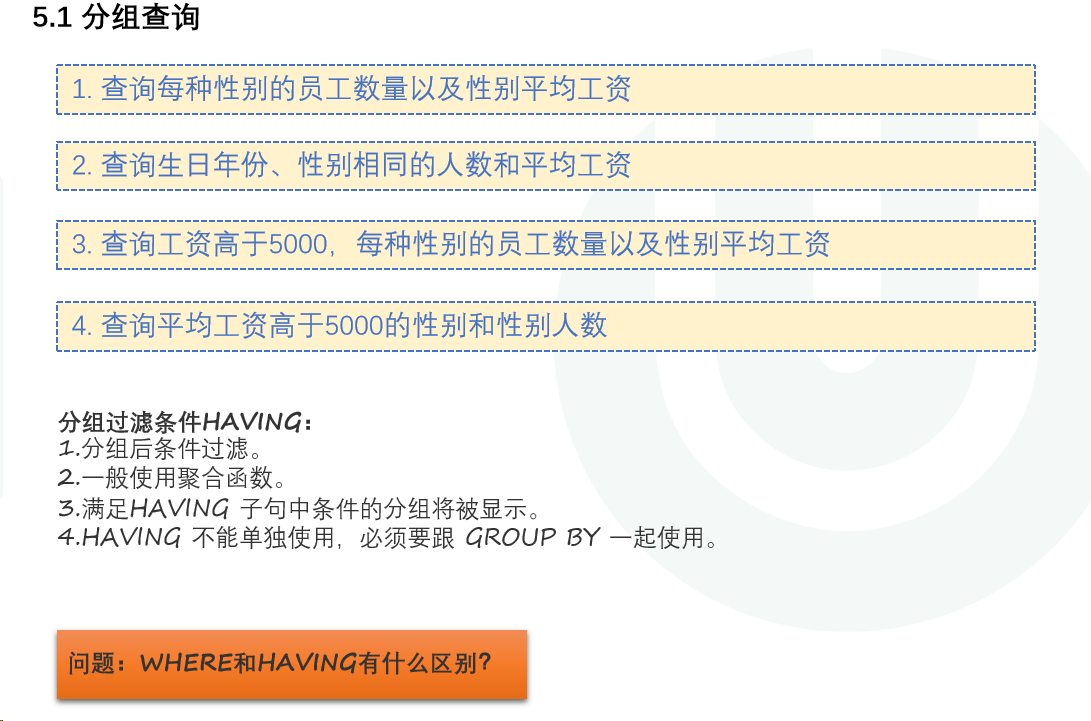 5.1 分组查询
1. 查询每种性别的员工数量以及性别平均工资
2. 查询生日年份、性别相同的人数和平均工资
3. 查询工资高于5000，每种性别的员工数量以及性别平均工资
4. 查询平均工资高于5000的性别和性别人数
分组过滤条件HAVING：
1.分组后条件过滤。
2.一般使用聚合函数。
3.满足HAVING 子句中条件的分组将被显示。
4.HAVING 不能单独使用，必须要跟 GROUP BY 一起使用。
问题：WHERE和HAVING有什么区别？